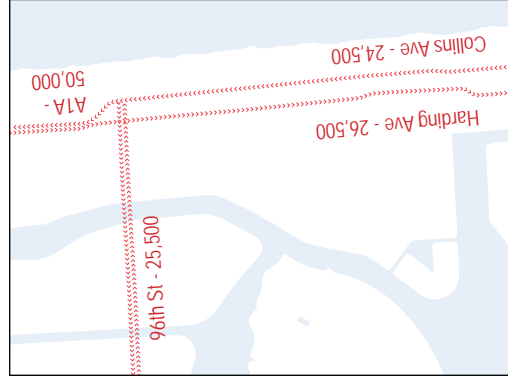 Collins Ave - 24,500
A1A -
50,000
Harding Ave - 26,500
96th St - 25,500